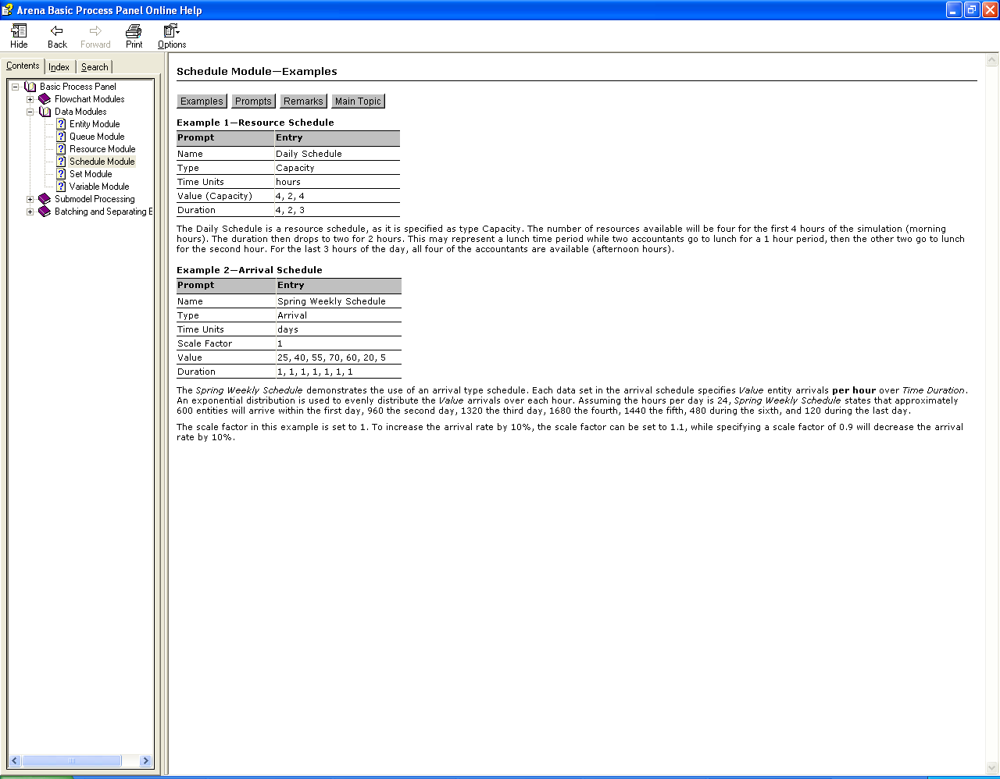 Arena Basic Process Panel Online Help
Hide Back Forward Print Options
Contents Index Search
Basic Process Panel
Flowchart Modules
Data Modules
Entity Module
Queue Module
Resource Module
Schedule Module
Set Module
Variable Module
Submodel Processing
Batching and Separating E
Schedule Module—Examples
Examples Prompts Remarks Main Topic
Example 1—Resource Schedule
Prompt Entry
Name Daily Schedule
Type Capacity
Time Units hours
Value (Capacity) 4, 2, 4
Duration 4, 2, 3
The Daily Schedule is a resource schedule, as it is specified as type Capacity. The number of resources available will be four for the first 4 hours of the simulation (morning
hours). The duration then drops to two for 2 hours. This may represent a lunch time period while two accountants go to lunch for a 1 hour period, then the other two go to lunch
for the second hour. For the last 3 hours of the day, all four of the accountants are available (afternoon hours).
Example 2—Arrival Schedule
Prompt Entry
Name Spring Weekly Schedule
Type Arrival
Time Units days
Scale Factor 1
Value 25, 40, 55, 70, 60, 20, 5
Duration 1, 1, 1, 1, 1, 1, 1
The Spring Weekly Schedule demonstrates the use of an arrival type schedule. Each data set in the arrival schedule specifies Value entity arrivals per hour over Time Duration.
An exponential distribution is used to evenly distribute the Value arrivals over each hour. Assuming the hours per day is 24, Spring Weekly Schedule states that approximately
600 entities will arrive within the first day, 960 the second day, 1320 the third day, 1680 the fourth, 1440 the fifth, 480 during the sixth, and 120 during the last day.
The scale factor in this example is set to 1. To increase the arrival rate by 10%, the scale factor can be set to 1.1, while specifying a scale factor of 0.9 will decrease the arrival
rate by 10%.